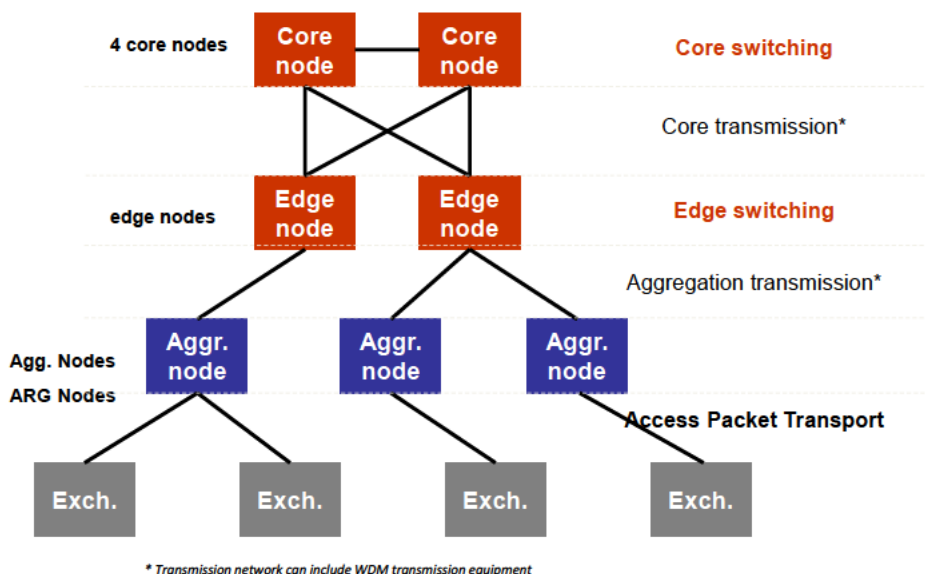 4 core nodes
Core
node
Core
node
Core switching
Core transmission*
edge nodes
Edge
node
Edge
node
Edge switching
Aggregation transmission*
Agg. Nodes
ARG Nodes
Aggr.
node
Aggr.
node
Aggr.
node
Access Packet Transport
Exch.
Exch.
Exch.
Exch.
* Transmission network can include WDM transmission equipment